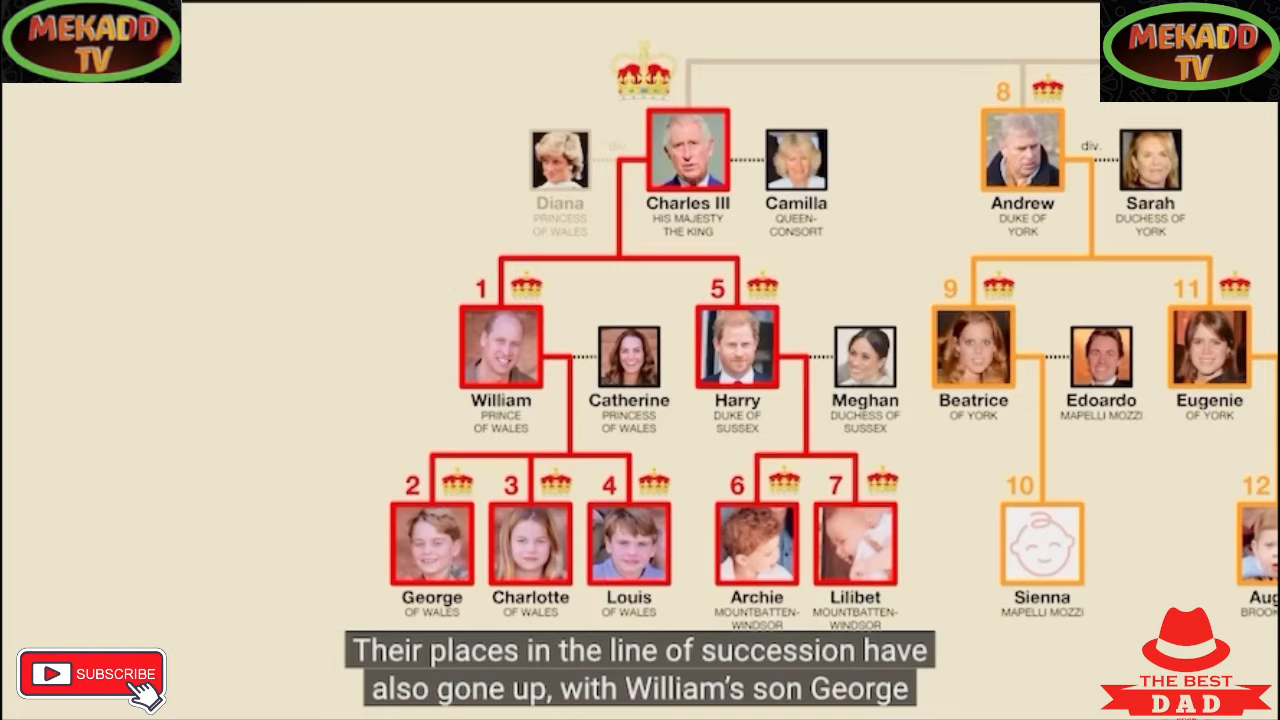 MEKADD
TV
MEKADD
TV
8
div.
div.
Diana
PRINCESS
OF WALES
Charles III
HIS MAJESTY
THE KING
Camilla
QUEEN-
CONSORT
Andrew
DUKE OF
YORK
Sarah
DUCHESS OF
YORK
1
5
9
11
William
PRINCE
OF WALES
Catherine
PRINCESS
OF WALES
Harry
DUKE OF
SUSSEX
Meghan
DUCHESS OF
SUSSEX
Beatrice
OF YORK
Edoardo
MAPELLI MOZZI
Eugenie
OF YORK
2
3
4
6
7
10
12
George
OF WALES
Charlotte
OF WALES
Louis
OF WALES
Archie
MOUNTBATTEN-
WINDSOR
Lilibet
MOUNTBATTEN-
WINDSOR
Sienna
MAPELLI MOZZI
Aug
BROOK
Their places in the line of succession have
also gone up, with William's son George
SUBSCRIBE
THE BEST
DAD